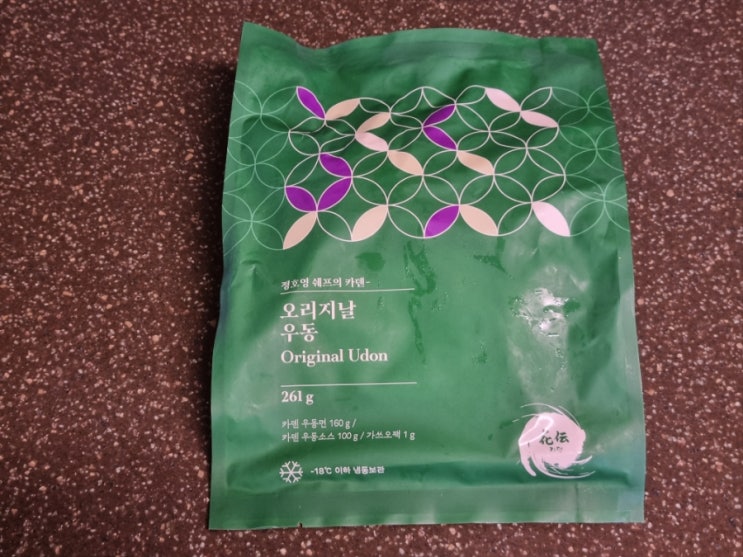 정호영 쉐프의 카덴-
오리지날
우동
Original Udon
261 g
카덴 우동면 160 g /
카덴 우동소스 100 g / 가쓰오팩 1 g
-18℃ 이하 냉동보관
花伝